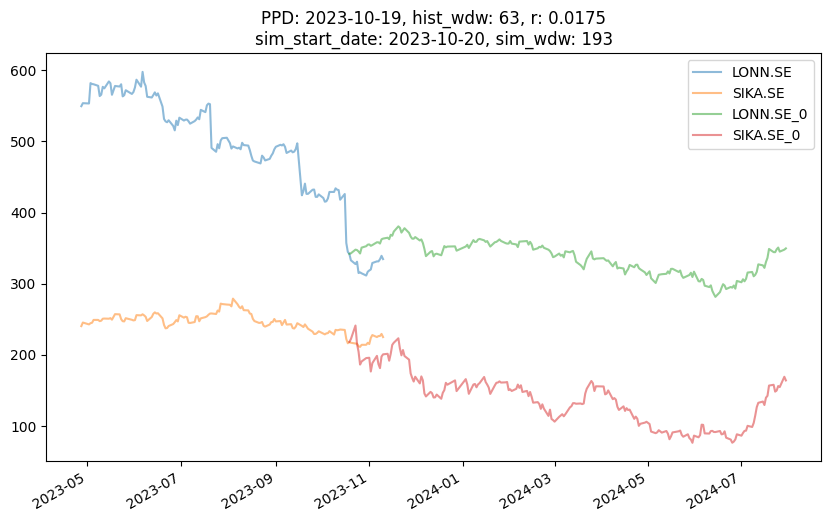 PPD: 2023-10-19, hist_wdw: 63, r: 0.0175
sim_start_date: 2023-10-20, sim_wdw: 193
LONN.SE
SIKA.SE
LONN.SE_0
SIKA.SE_0
600
500
400
300
200
100
2023-05
2023-07
2023-09
2023-11
2024-01
2024-03
2024-05
2024-07